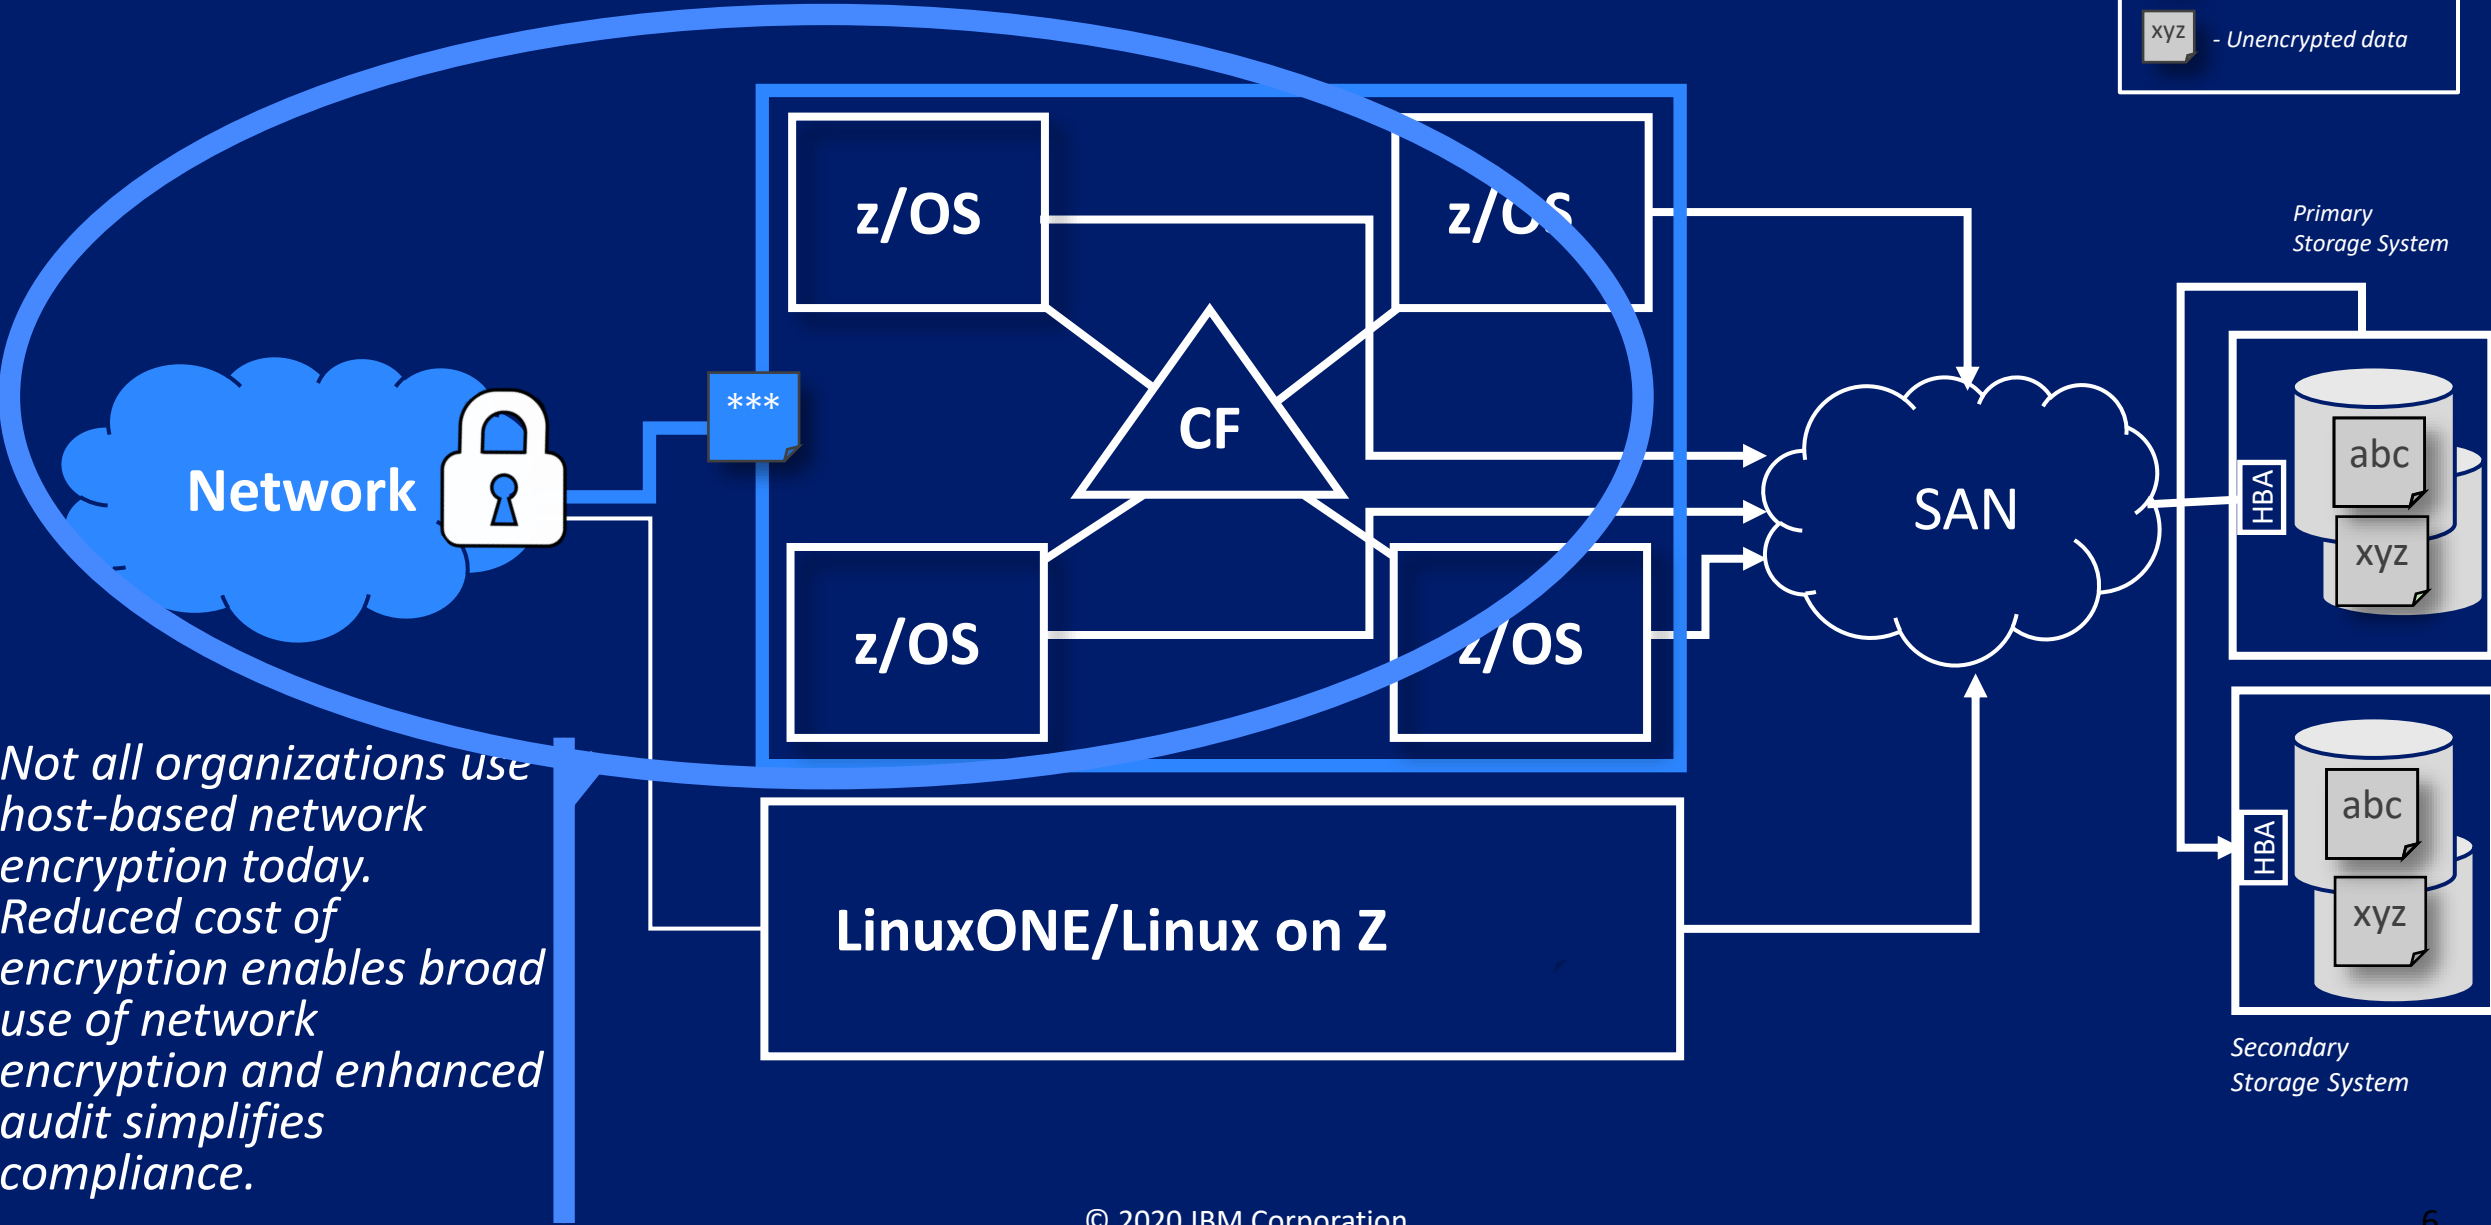 xyz
- Unencrypted data
z/OS
z/OS
Primary
Storage System
***
CF
Network
SAN
HBA
abc
xyz
z/OS
z/OS
Not all organizations use
host-based network
encryption today.
Reduced cost of
encryption enables broad
use of network
encryption and enhanced
audit simplifies
compliance.
LinuxONE/Linux on Z
HBA
abc
xyz
Secondary
Storage System
© 2020 IBM Corporation
6